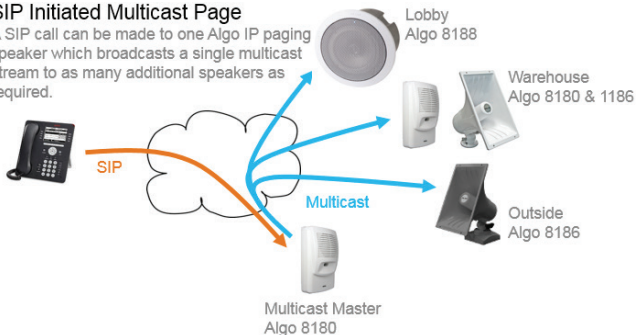 SIP Initiated Multicast Page
A SIP call can be made to one Algo IP paging
speaker which broadcasts a single multicast
stream to as many additional speakers as
required.
Lobby
Algo 8188
Warehouse
Algo 8180 & 1186
SIP
Multicast
Outside
Algo 8186
Multicast Master
Algo 8180